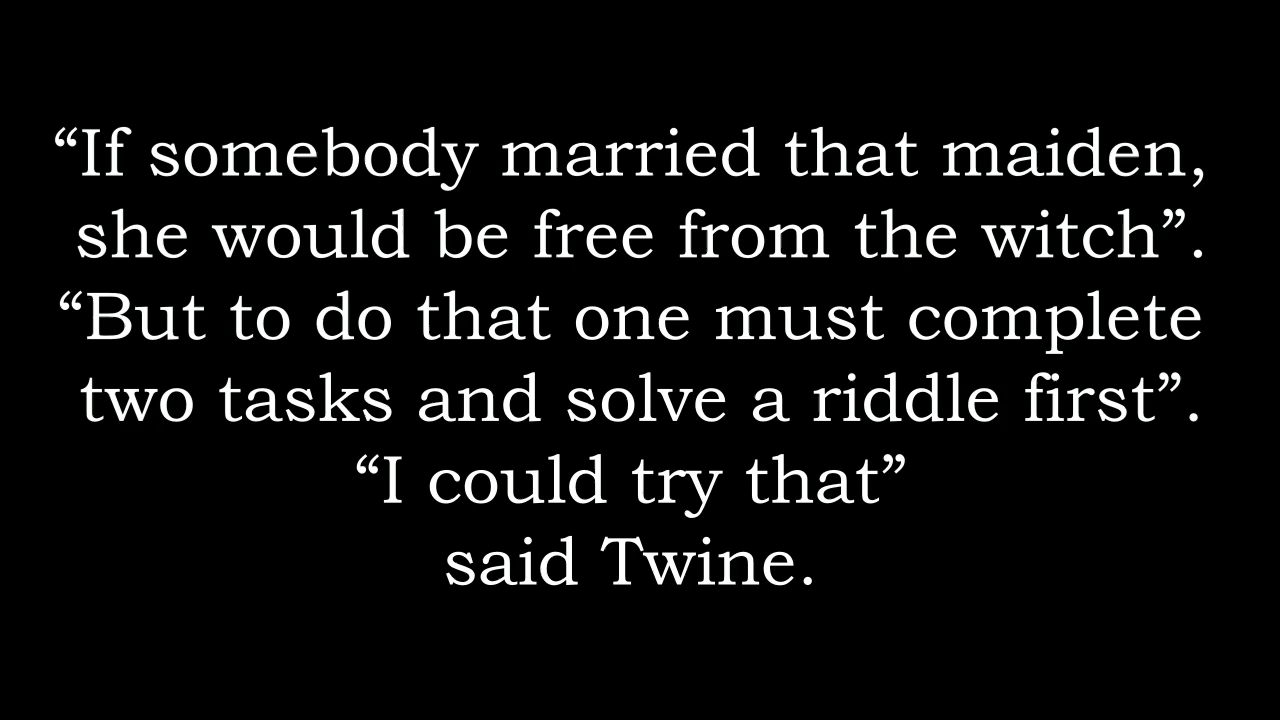 “If somebody married that maiden,
she would be free from the witch”.
“But to do that one must complete
two tasks and solve a riddle first”.
“I could try that”
said Twine.